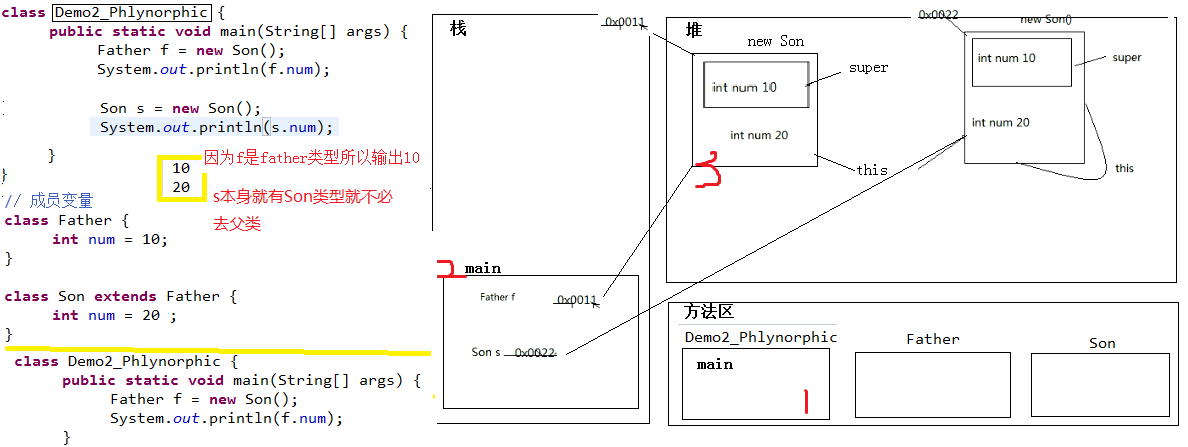 class Demo2_Phlynorphic {
public static void main(String[] args) {
Father f = new Son();
System.out.println(f.num);
Son s = new Son();
System.out.println(s.num);
}
10
20
因为f是father类型所以输出10
s本身就有Son类型就不必
去父类
}
// 成员变量
class Father {
int num = 10;
}
class Son extends Father {
int num = 20 ;
}
class Demo2_Phlynorphic {
public static void main(String[] args) {
Father f = new Son();
System.out.println(f.num);
}
栈
0x0011
2
main
Father f
0x0011
Son s
0x0022
堆
new Son
int num 10
super
int num 20
this
3
0x0022
new Son()
int num 10
super
int num 20
this
方法区
Demo2_Phlynorphic
main
1
Father
Son